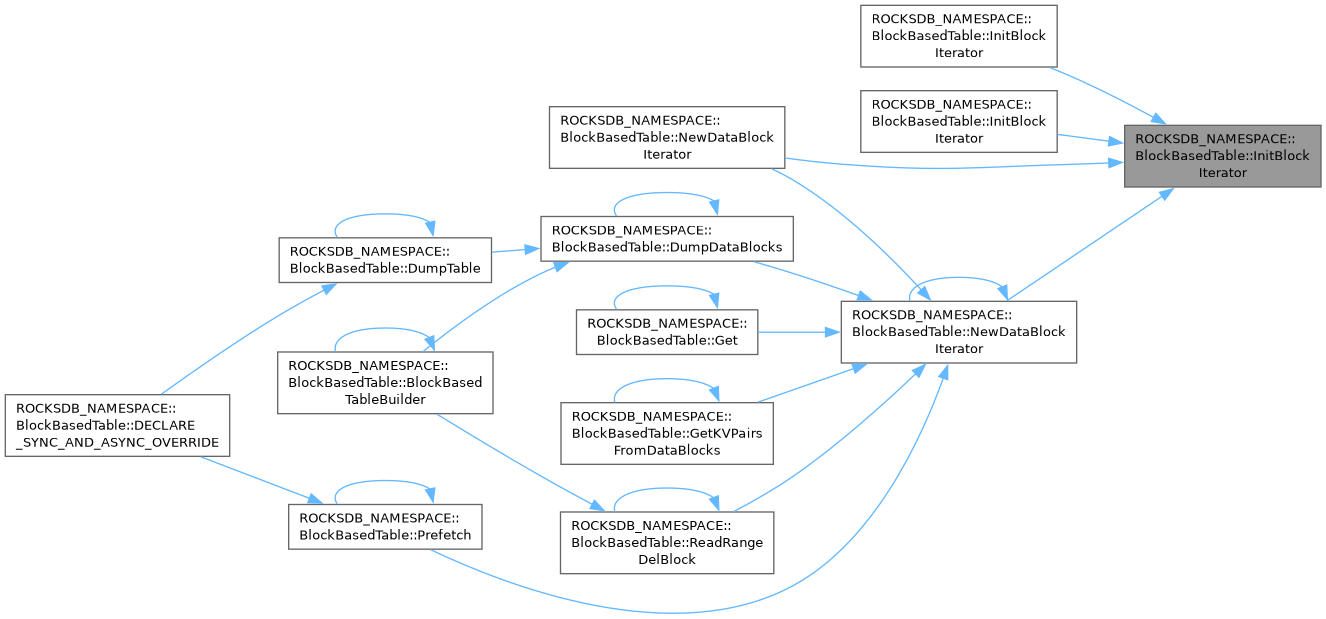 ROCKSDB_NAMESPACE::
BlockBasedTable::InitBlock
Iterator
ROCKSDB_NAMESPACE::
BlockBasedTable::InitBlock
Iterator
ROCKSDB_NAMESPACE::
BlockBasedTable::NewDataBlock
Iterator
ROCKSDB_NAMESPACE::
BlockBasedTable::InitBlock
Iterator
ROCKSDB_NAMESPACE::
BlockBasedTable::DumpDataBlocks
ROCKSDB_NAMESPACE::
BlockBasedTable::DumpTable
ROCKSDB_NAMESPACE::
BlockBasedTable::Get
ROCKSDB_NAMESPACE::
BlockBasedTable::NewDataBlock
Iterator
ROCKSDB_NAMESPACE::
BlockBasedTable::BlockBased
TableBuilder
ROCKSDB_NAMESPACE::
BlockBasedTable::DECLARE
_SYNC_AND_ASYNC_OVERRIDE
ROCKSDB_NAMESPACE::
BlockBasedTable::GetKVPairs
FromDataBlocks
ROCKSDB_NAMESPACE::
BlockBasedTable::Prefetch
ROCKSDB_NAMESPACE::
BlockBasedTable::ReadRange
DelBlock